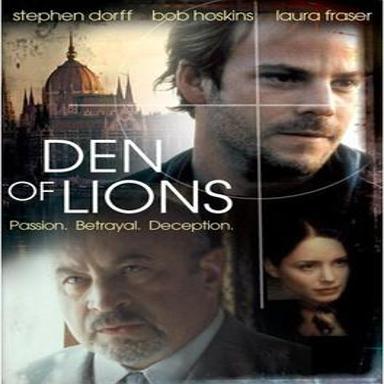 stephen dorff bob hoskins laura fraser
DEN
OF LIONS
Passion. Betrayal. Deception.